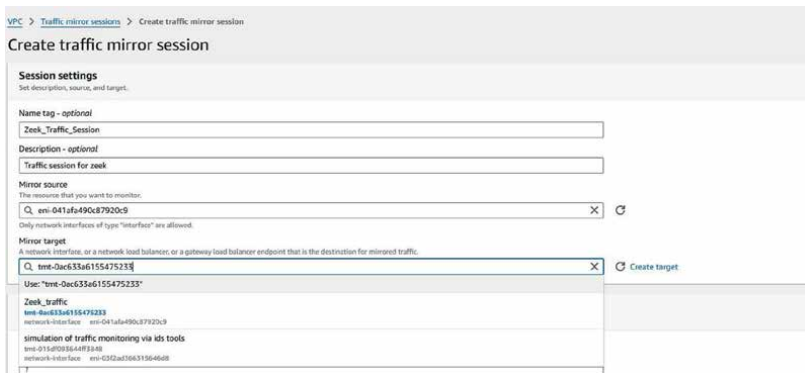 VPC > Traffic mirror sessions > Create traffic mirror session
Create traffic mirror session
Session settings
Set description, source, and target.
Name tag - optional
Zeek_Traffic_Session
Description - optional
Traffic session for zeek
Mirror source
The resource that you want to monitor.
eni-041afa490c87920c9
Only network interfaces of type "interface" are allowed.
Mirror target
A network interface, or a network load balancer, or a gateway load balancer endpoint that is the destination for mirrored traffic.
tmt-0ac633a6155475233
Create target
Use: "tmt-0ac633a6155475233"
Zeek_traffic
tmt-0ac633a6155475233
network-interface eni-041afa490c87920c9
simulation of traffic monitoring via ids tools
network-interface